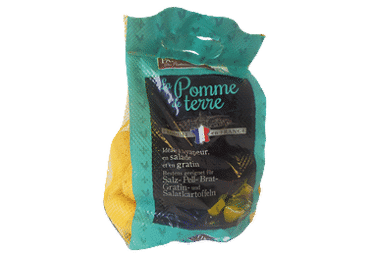 Pomme
de terre
Idéale vapeur,
en salade
et en gratin
Bestens geeignet für
Salz- Pell- Brat-
Gratin- und
Salatkartoffeln